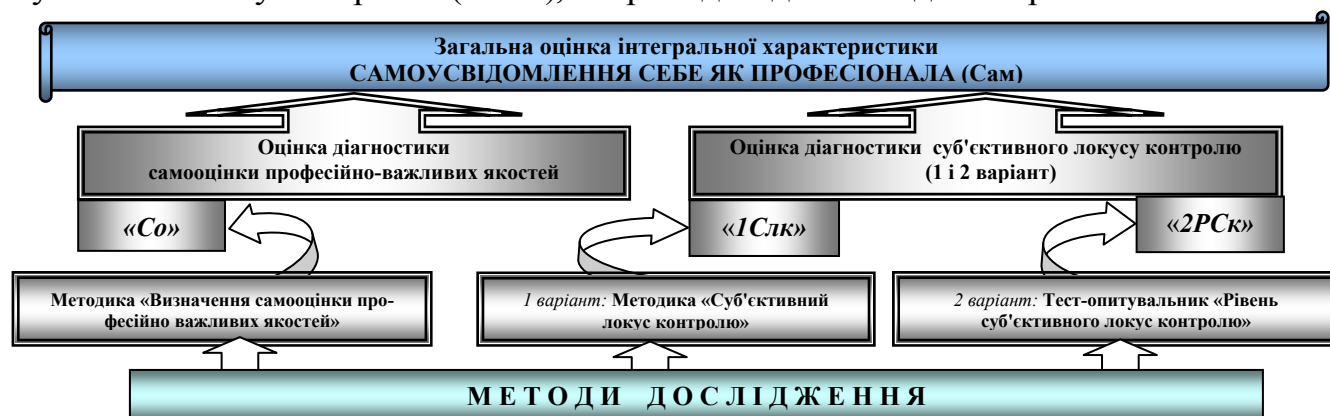 Загальна оцінка інтегральної характеристики
САМОУСВІДОМЛЕННЯ СЕБЕ ЯК ПРОФЕСІОНАЛА (Сам)
Оцінка діагностики
самооцінки професійно-важливих якостей
Оцінка діагностики суб'єктивного локусу контролю
(1 і 2 варіант)
«Со»
«1Слк»
«2РСк»
Методика «Визначення самооцінки про-
фесійно важливих якостей»
1 варіант: Методика «Суб'єктивний
локус контролю»
2 варіант: Тест-опитувальник «Рівень
суб'єктивного локус контролю»
МЕТОДИ ДОСЛІДЖЕННЯ